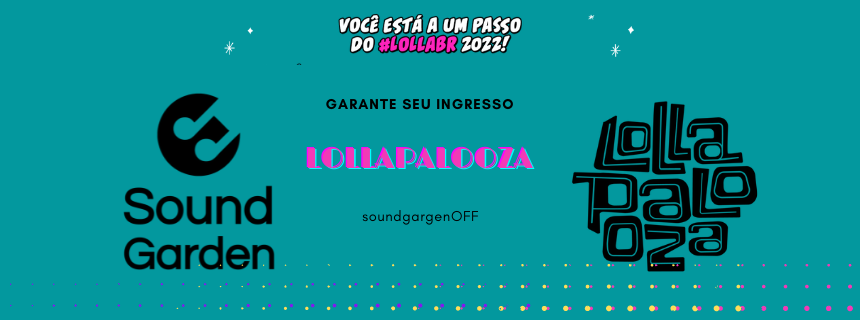 VOCÊ ESTÁ A UM PASSO
DO #LOLLABR 2022!
GARANTE SEU INGRESSO
LOLLAPALOOZA
soundgargenOFF
Sound
Garden
Lolla
Palo
oza